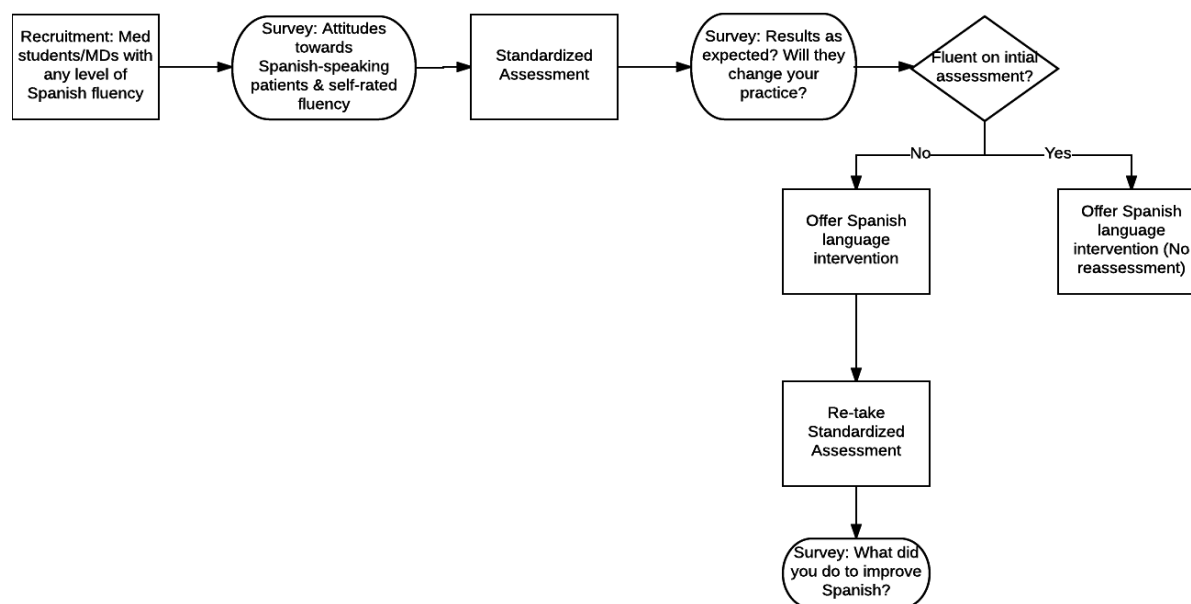 Recruitment: Med
students/MDs with
any level of
Spanish fluency
Survey: Attitudes
towards
Spanish-speaking
patients & self-rated
fluency
Standardized
Assessment
Survey: Results as
expected? Will they
change your
practice?
Fluent on intial
assessment?
No
Yes
Offer Spanish
language
intervention
Offer Spanish
language
intervention (No
reassessment)
Re-take
Standardized
Assessment
Survey: What did
you do to improve
Spanish?